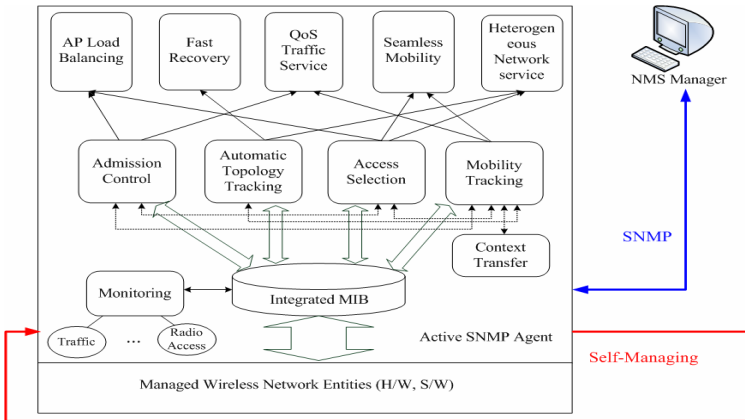 AP Load
Balancing
Fast
Recovery
QoS
Traffic
Service
Seamless
Mobility
Heterogen
eous
Network
service
NMS Manager
Admission
Control
Automatic
Topology
Tracking
Access
Selection
Mobility
Tracking
SNMP
Context
Transfer
Monitoring
Integrated MIB
Traffic
...
Radio
Access
Active SNMP Agent
Self-Managing
Managed Wireless Network Entities (H/W, S/W)